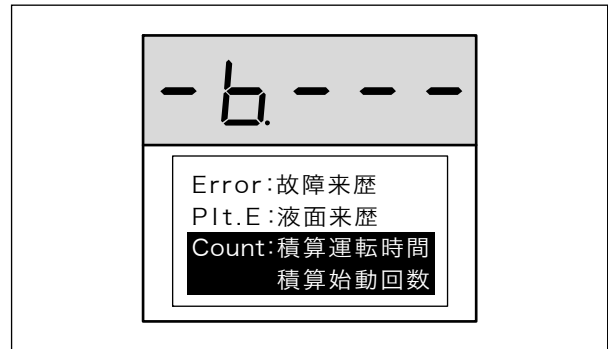 - b. - - -
Error:故障来歴
Plt.E:液面来歴
Count:積算運転時間
積算始動回数